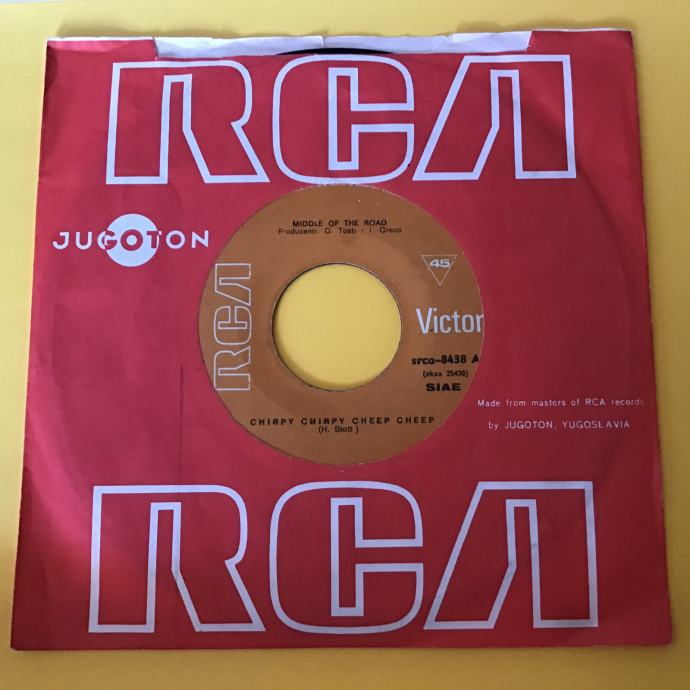 RCA
JUGOTON
MIDDLE OF THE ROAD
Producenti: G. Tosti i I. Greco
45
RCA
Victor
srca-8438 A
(zkas 25436)
SIAE
CHIRPY CHIRPY CHEEP CHEEP
(H. Stott)
Made from masters of RCA records
by JUGOTON, YUGOSLAVIA
RCA